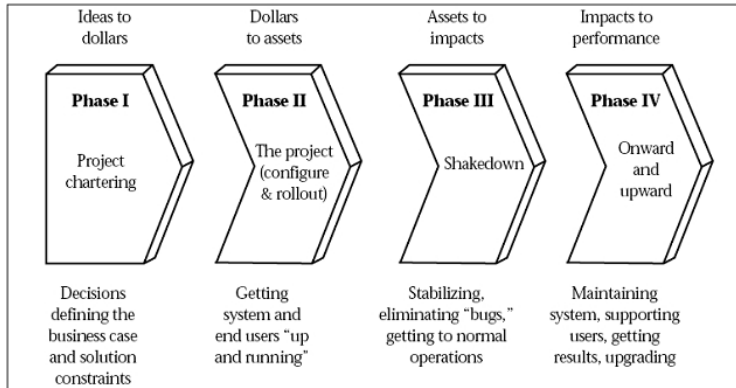 Ideas to
dollars
Dollars
to assets
Assets to
impacts
Impacts to
performance
Phase I
Project
chartering
Phase II
The project
(configure
& rollout)
Phase III
Shakedown
Phase IV
Onward
and
upward
Decisions
defining the
business case
and solution
constraints
Getting
system and
end users “up
and running”
Stabilizing,
eliminating “bugs,”
getting to normal
operations
Maintaining
system, supporting
users, getting
results, upgrading